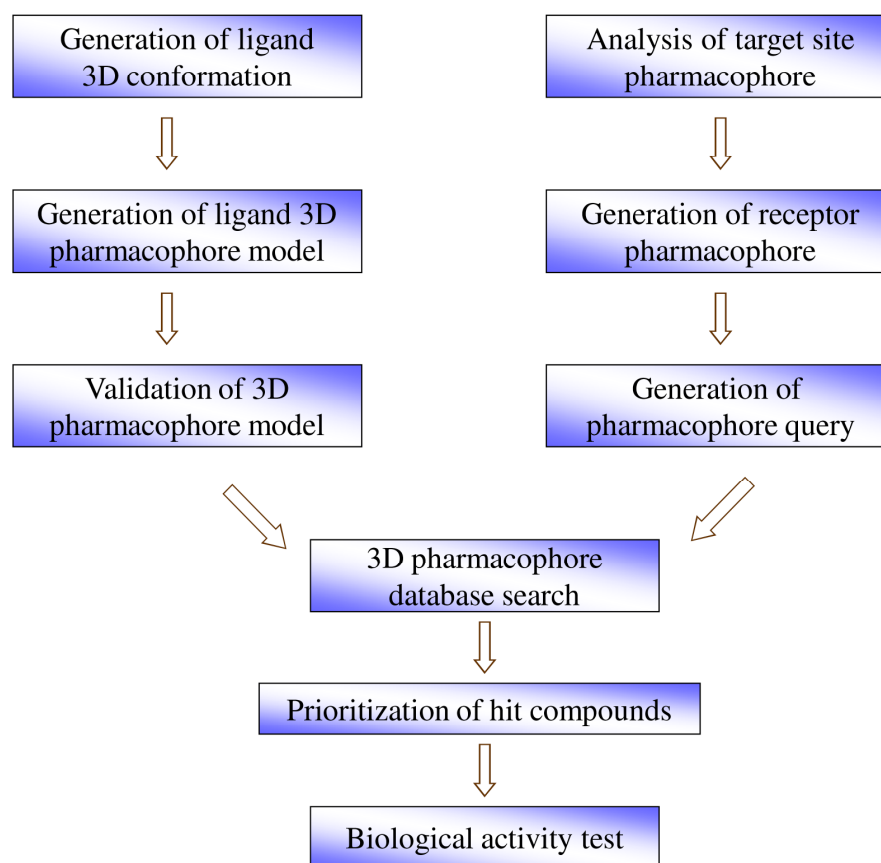 Generation of ligand
3D conformation
Analysis of target site
pharmacophore
Generation of ligand 3D
pharmacophore model
Generation of receptor
pharmacophore
Validation of 3D
pharmacophore model
Generation of
pharmacophore query
3D pharmacophore
database search
Prioritization of hit compounds
Biological activity test